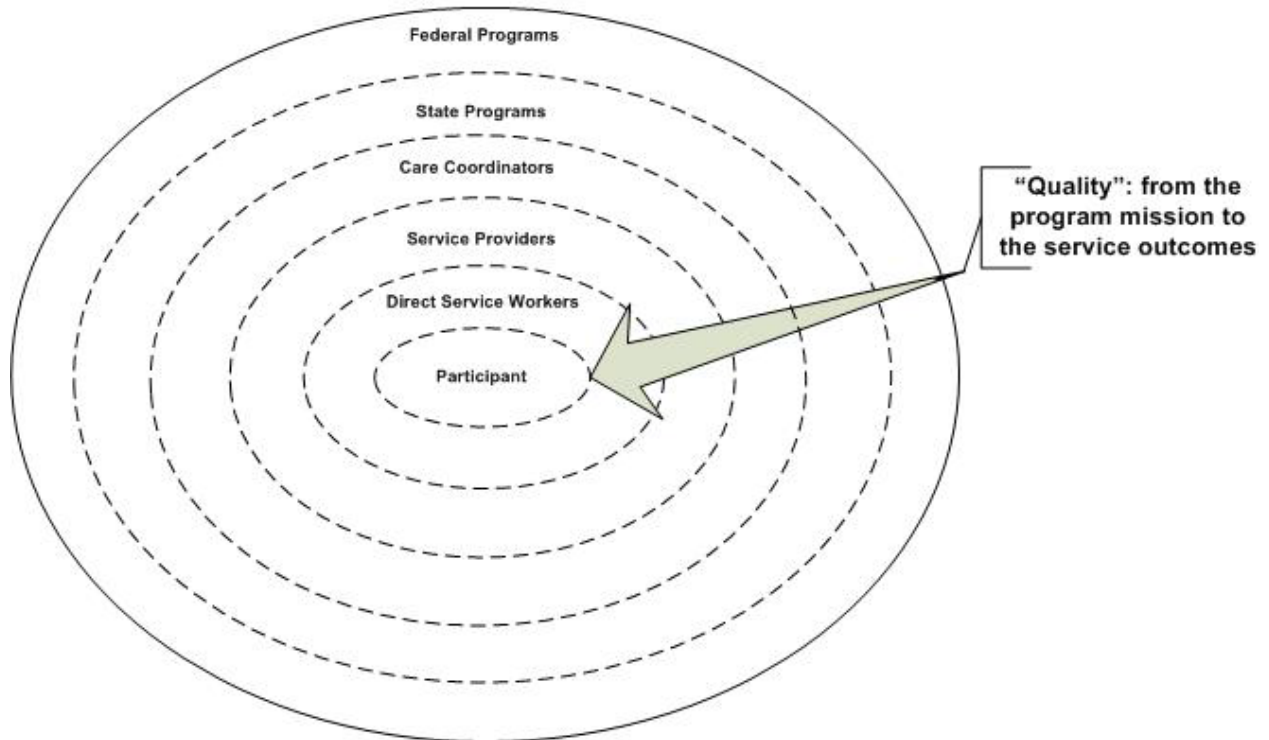 Federal Programs
State Programs
Care Coordinators
Service Providers
Direct Service Workers
Participant
“Quality”: from the
program mission to
the service outcomes